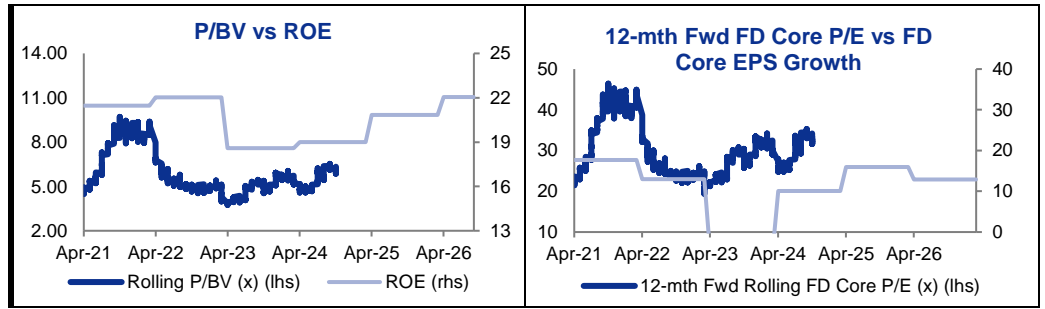 P/BV vs ROE
14.00
11.00
8.00
5.00
2.00
25
22
19
16
13
Apr-21 Apr-22 Apr-23 Apr-24 Apr-25 Apr-26
Rolling P/BV (x) (lhs) ROE (rhs)
12-mth Fwd FD Core P/E vs FD
Core EPS Growth
50
40
30
20
10
40
30
20
10
0
Apr-21 Apr-22 Apr-23 Apr-24 Apr-25 Apr-26
12-mth Fwd Rolling FD Core P/E (x) (lhs)